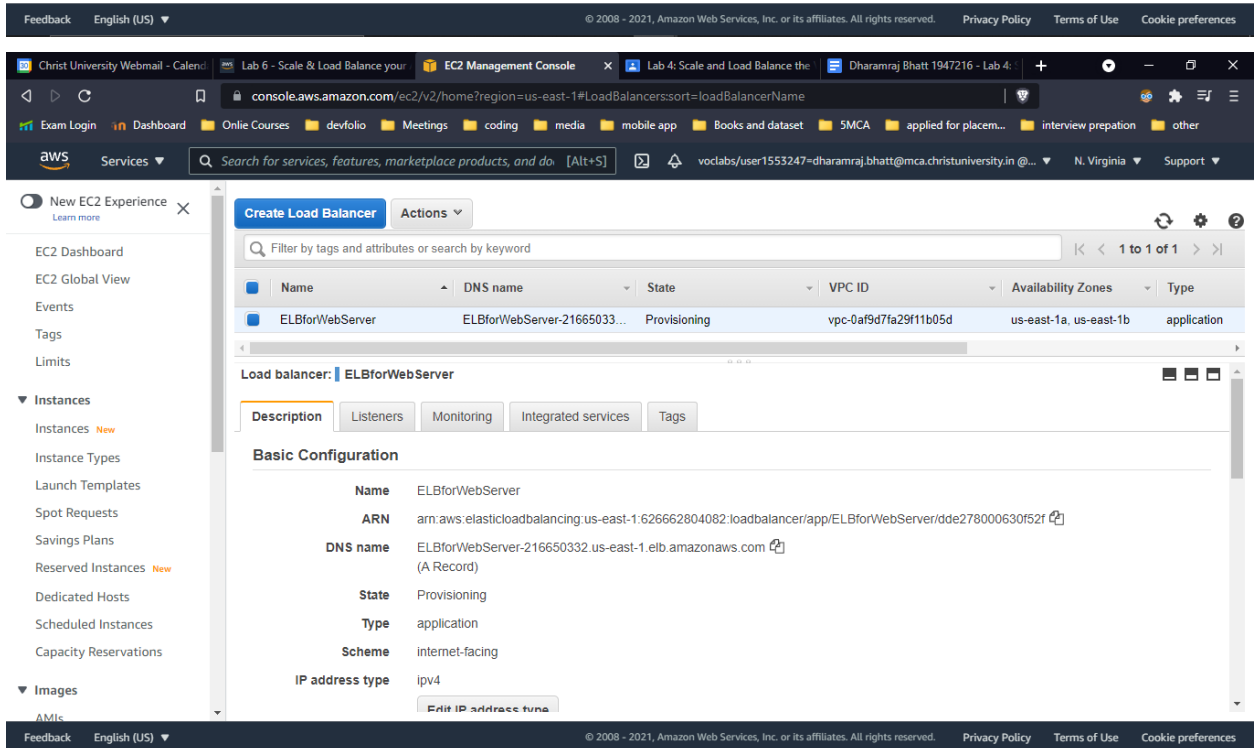 Feedback English (US) ▼ © 2008 - 2021, Amazon Web Services, Inc. or its affiliates. All rights reserved. Privacy Policy Terms of Use Cookie preferences
Christ University Webmail - Calend Lab 6 - Scale & Load Balance your EC2 Management Console × Lab 4: Scale and Load Balance the Dharamraj Bhatt 1947216 - Lab 4:
console.aws.amazon.com/ec2/v2/home?region=us-east-1#LoadBalancers:sort=loadBalancerName
Exam Login Dashboard Onlie Courses devfolio Meetings coding media mobile app Books and dataset 5MCA applied for placem... interview prepation other
aws Services ▼ Search for services, features, marketplace products, and do [Alt+S] voclabs/user1553247=dharamraj.bhatt@mca.christuniversity.in @... ▼ N. Virginia ▼ Support ▼
New EC2 Experience
Learn more
EC2 Dashboard
EC2 Global View
Events
Tags
Limits
Instances
Instances New
Instance Types
Launch Templates
Spot Requests
Savings Plans
Reserved Instances New
Dedicated Hosts
Scheduled Instances
Capacity Reservations
Images
AMIs
Create Load Balancer Actions
Filter by tags and attributes or search by keyword 1 to 1 of 1
Name DNS name State VPC ID Availability Zones Type
ELBforWebServer ELBforWebServer-21665033... Provisioning vpc-0af9d7fa29f11b05d us-east-1a, us-east-1b application
Load balancer: ELBforWebServer
Description Listeners Monitoring Integrated services Tags
Basic Configuration
Name ELBforWebServer
ARN arn:aws:elasticloadbalancing:us-east-1:626662804082:loadbalancer/app/ELBforWebServer/dde278000630f52f
DNS name ELBforWebServer-216650332.us-east-1.elb.amazonaws.com
(A Record)
State Provisioning
Type application
Scheme internet-facing
IP address type ipv4
Edit IP address type
Feedback English (US) ▼ © 2008 - 2021, Amazon Web Services, Inc. or its affiliates. All rights reserved. Privacy Policy Terms of Use Cookie preferences